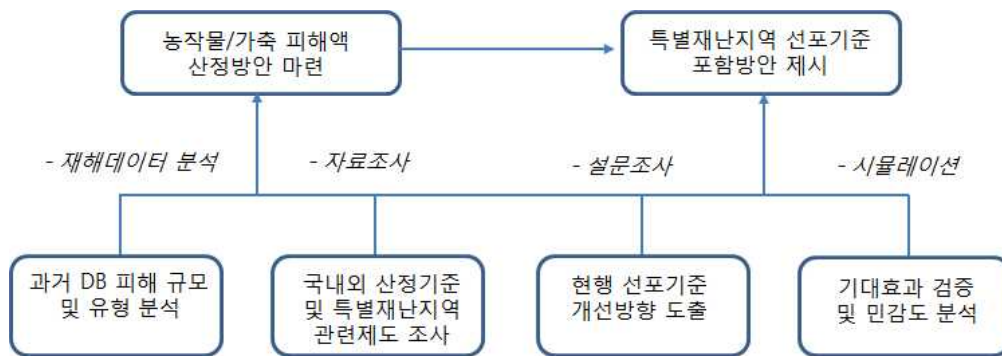 농작물/가축 피해액
산정방안 마련
특별재난지역 선포기준
포함방안 제시
- 재해데이터 분석
- 자료조사
- 설문조사
- 시뮬레이션
과거 DB 피해 규모
및 유형 분석
국내외 산정기준
및 특별재난지역
관련제도 조사
현행 선포기준
개선방향 도출
기대효과 검증
및 민감도 분석